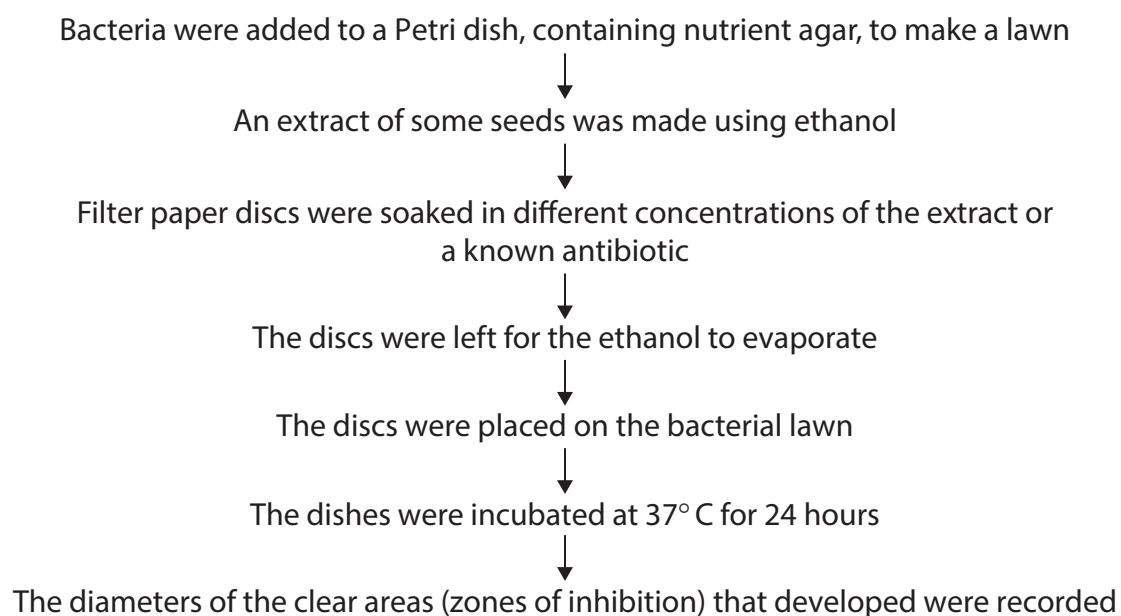 Bacteria were added to a Petri dish, containing nutrient agar, to make a lawn
An extract of some seeds was made using ethanol
Filter paper discs were soaked in different concentrations of the extract or
a known antibiotic
The discs were left for the ethanol to evaporate
The discs were placed on the bacterial lawn
The dishes were incubated at 37° C for 24 hours
The diameters of the clear areas (zones of inhibition) that developed were recorded